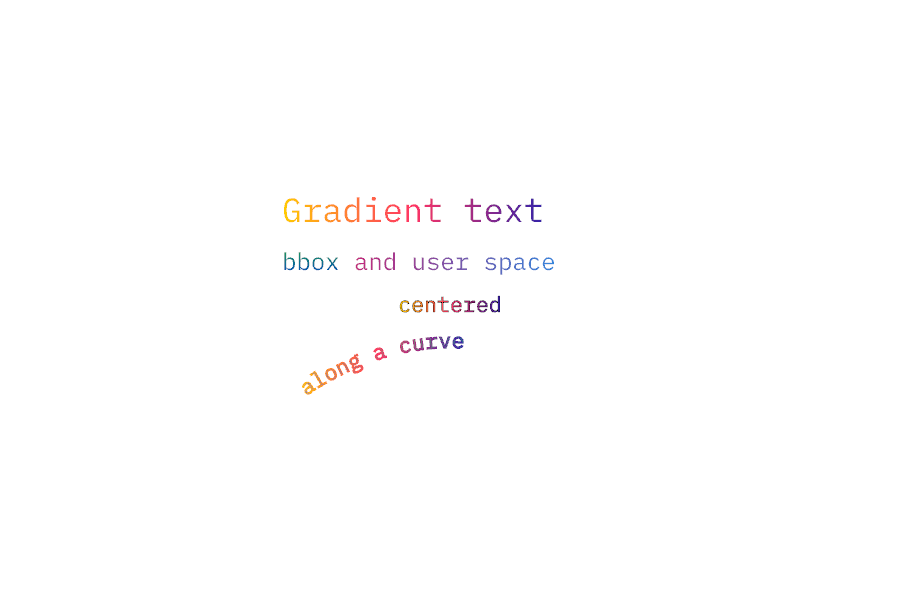 Gradient text
bbox and user space
centered
along a curve